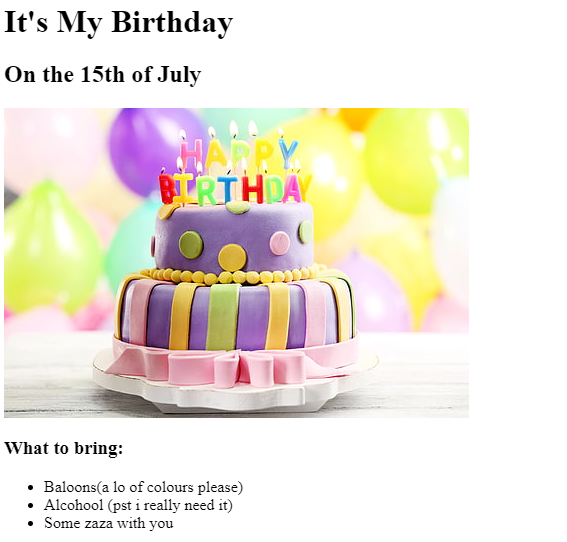 It's My Birthday
On the 15th of July
HAPPY
BIRTHDAY
What to bring:
Baloons(a lo of colours please)
Alcohool (pst i really need it)
Some zaza with you